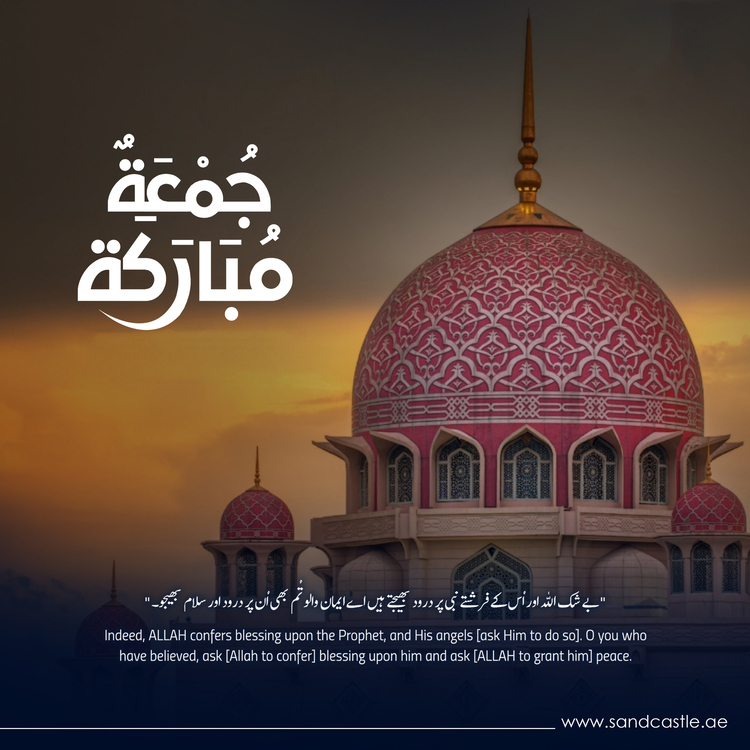 جُمْعَةٌ
مُبَارَكة
"بے شک اللہ اور اُس کے فرشتے نبی پر درود بھیجتے ہیں اے ایمان والو تُم بھی اُن پر درود اور سلام بھیجو۔"
Indeed, ALLAH confers blessing upon the Prophet, and His angels [ask Him to do so]. O you who
have believed, ask [Allah to confer] blessing upon him and ask [ALLAH to grant him] peace.
www.sandcastle.ae